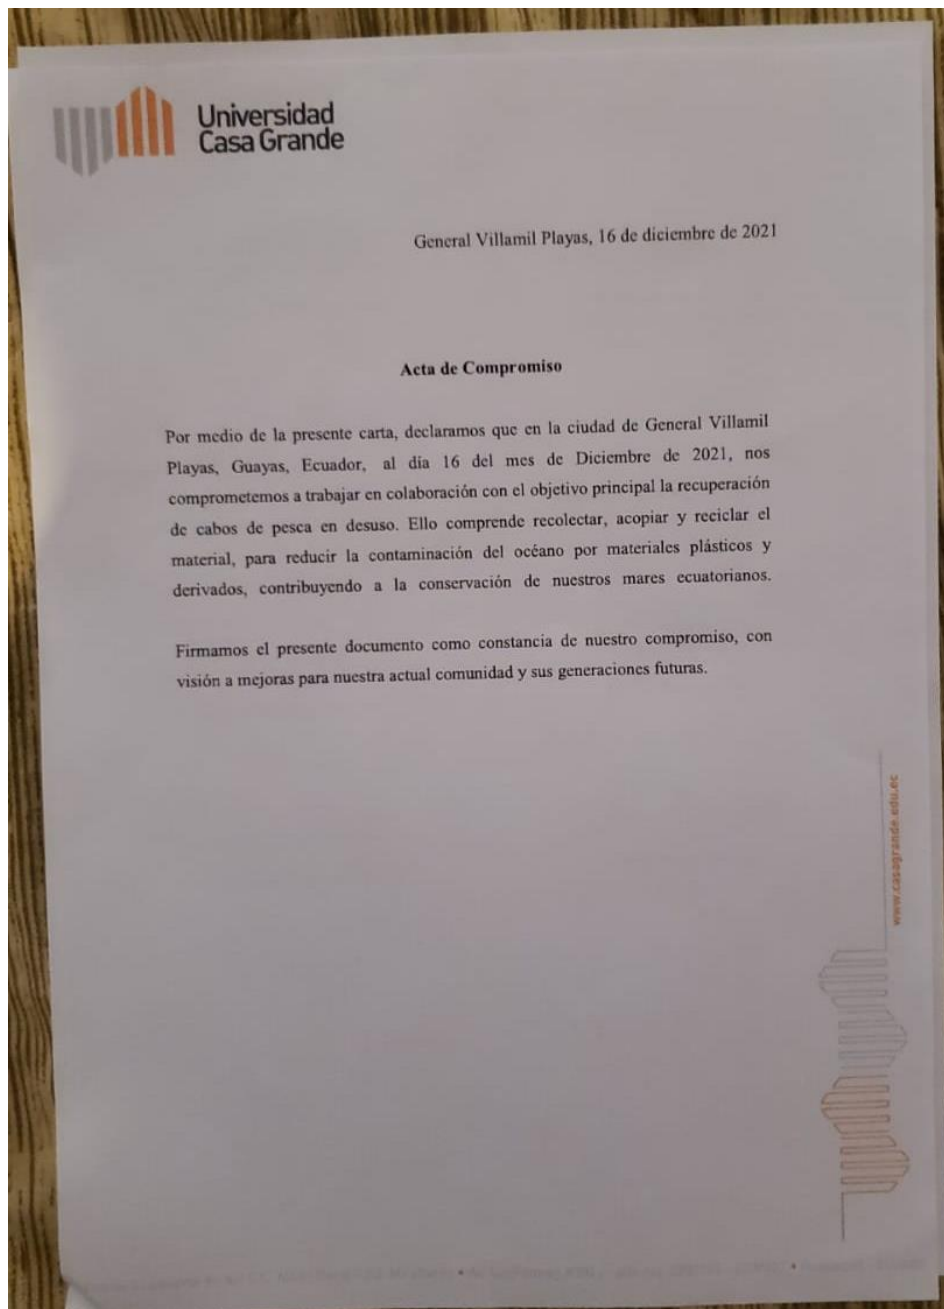 Universidad
Casa Grande
General Villamil Playas, 16 de diciembre de 2021
Acta de Compromiso
Por medio de la presente carta, declaramos que en la ciudad de General Villamil
Playas, Guayas, Ecuador, al día 16 del mes de Diciembre de 2021, nos
comprometemos a trabajar en colaboración con el objetivo principal la recuperación
de cabos de pesca en desuso. Ello comprende recolectar, acopiar y reciclar el
material, para reducir la contaminación del océano por materiales plásticos y
derivados, contribuyendo a la conservación de nuestros mares ecuatorianos.
Firmamos el presente documento como constancia de nuestro compromiso, con
visión a mejoras para nuestra actual comunidad y sus generaciones futuras.
www.casagrande.edu.ec